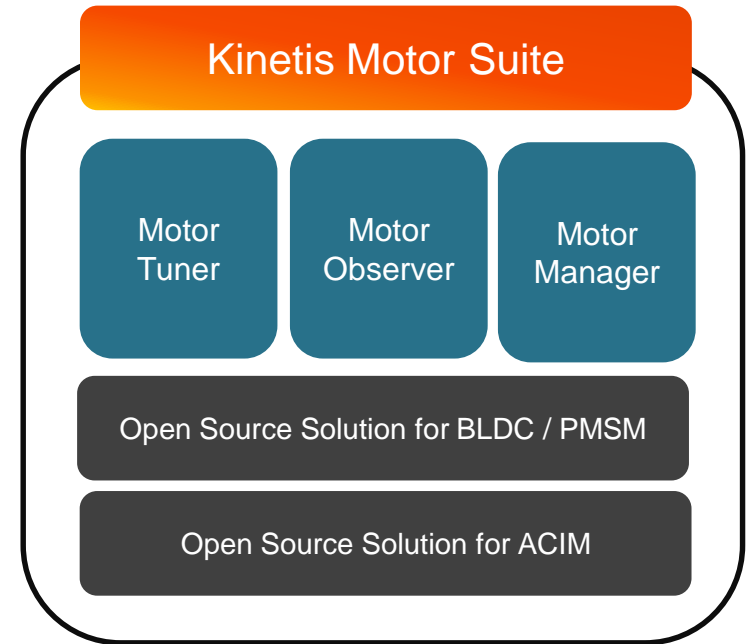 Kinetis Motor Suite
Motor
Tuner
Motor
Observer
Motor
Manager
Open Source Solution for BLDC / PMSM
Open Source Solution for ACIM